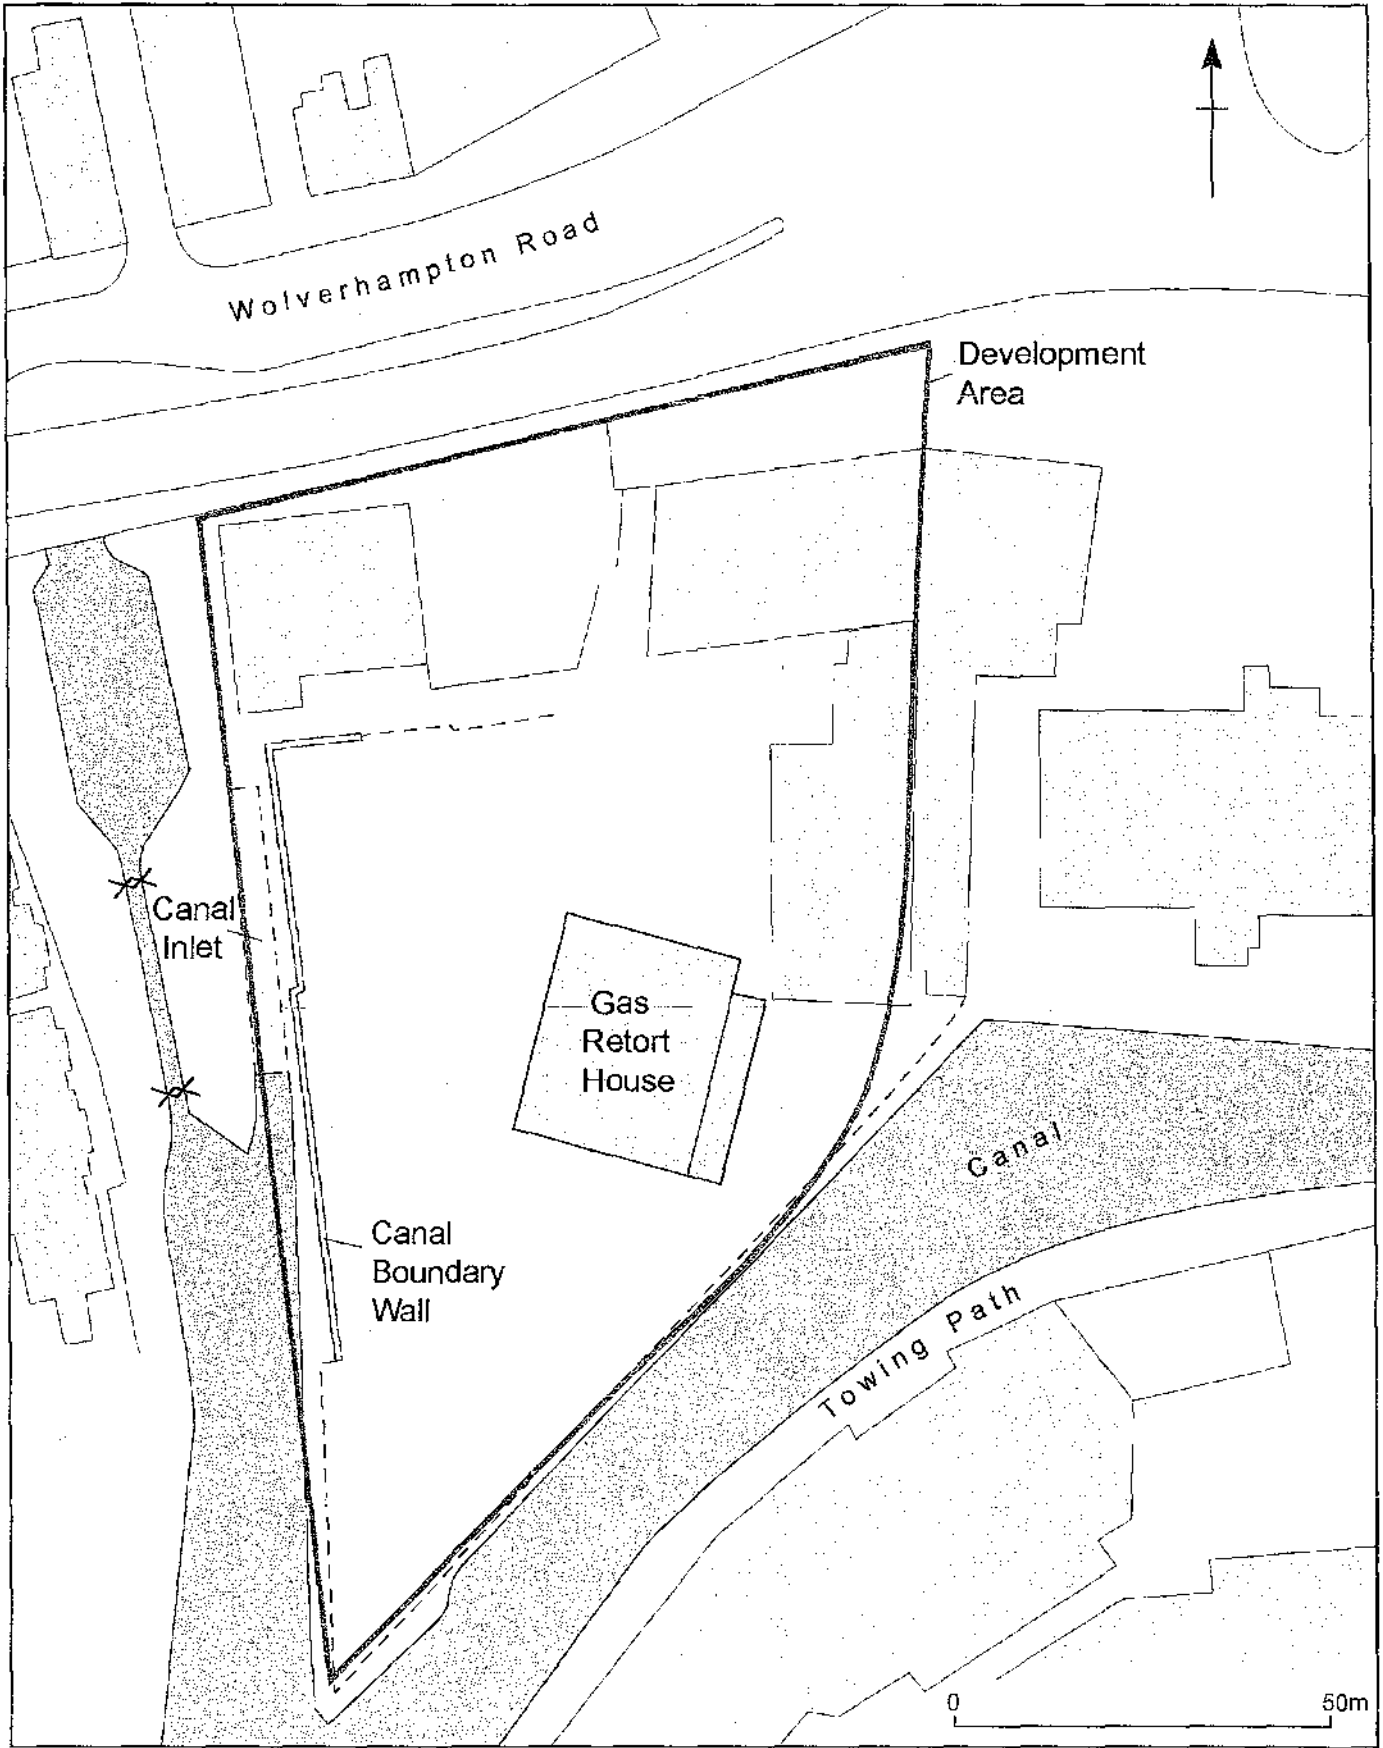 Wolverhampton Road
Development
Area
Canal
Inlet
Gas
Retort
House
Canal
Canal
Boundary
Wall
Towing Path
0 50m